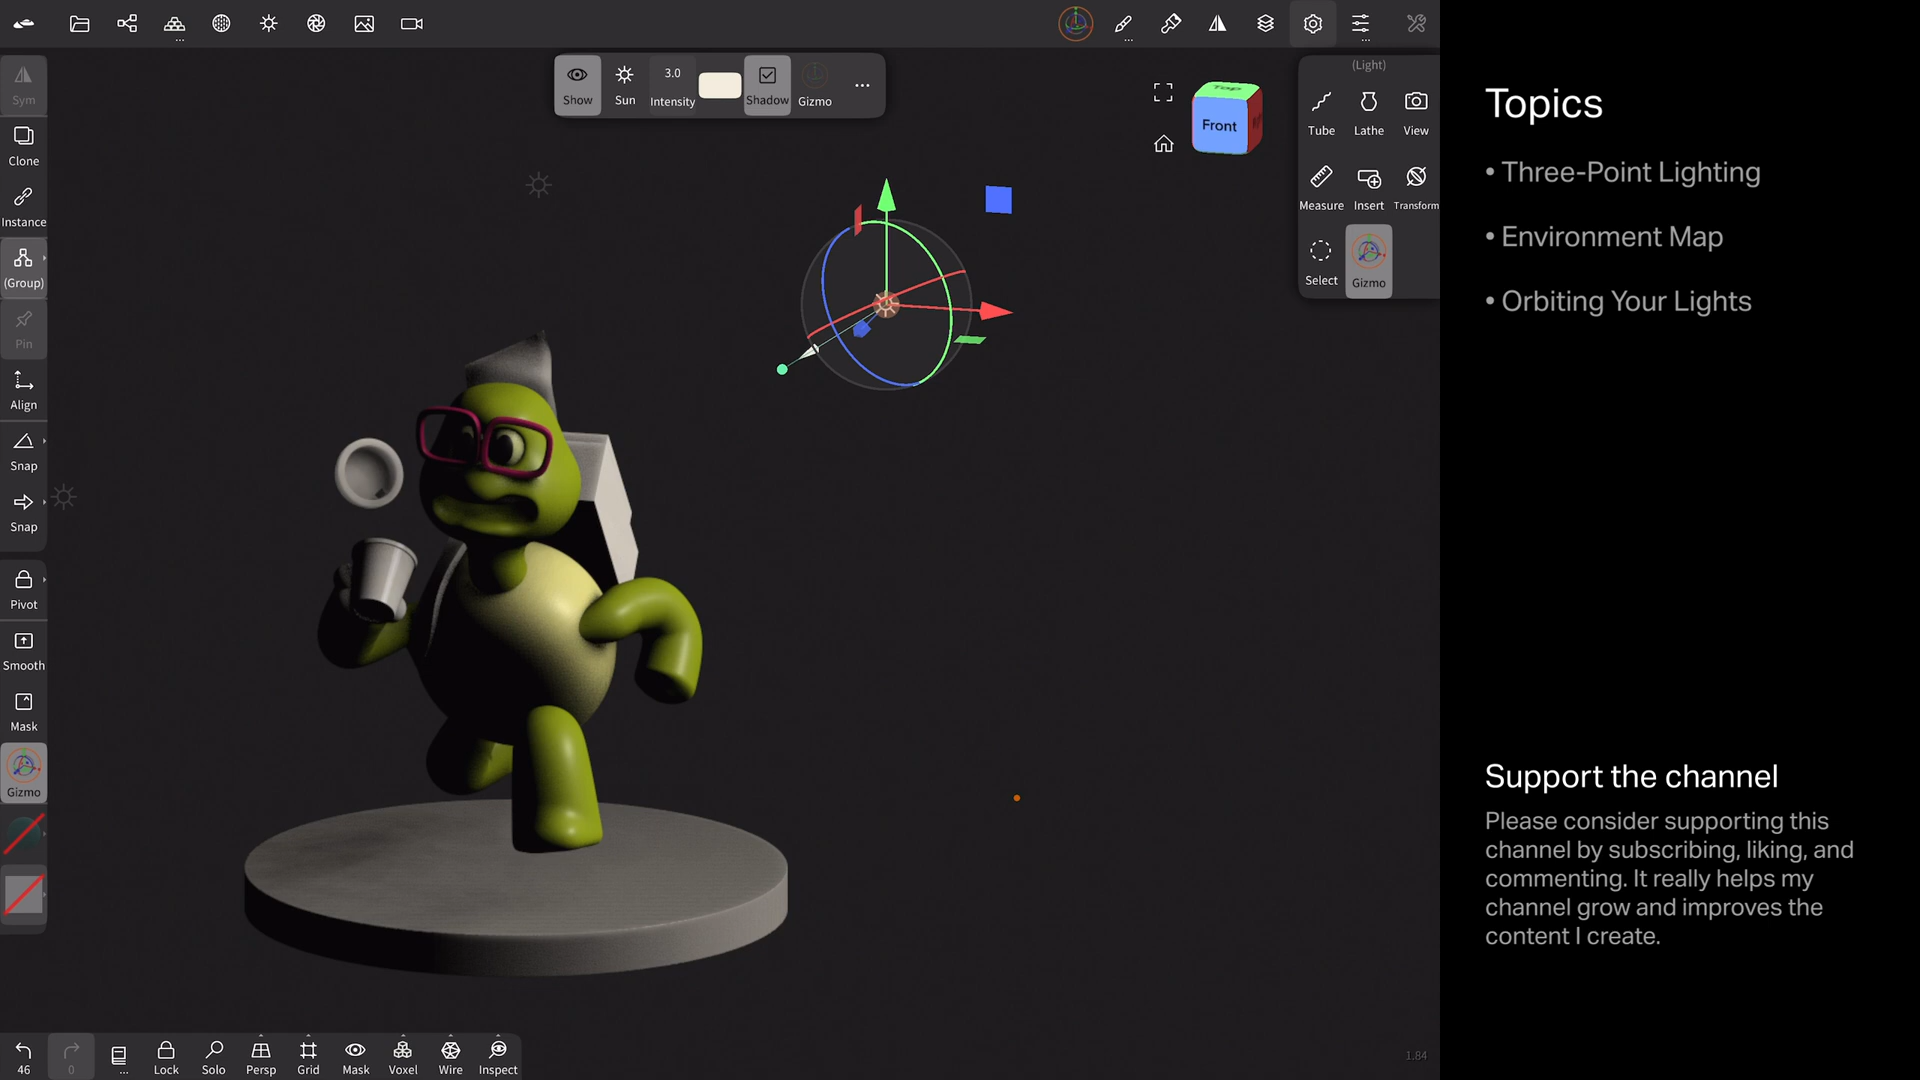 Sym
Clone
Instance
(Group)
Pin
Align
Snap
Snap
Pivot
Smooth
Mask
Gizmo
Show
Sun
3.0
Intensity
Shadow
Gizmo
...
Top
Front
(Light)
Tube
Lathe
View
Measure
Insert
Transform
Select
Gizmo
46
0
...
Lock
Solo
Persp
Grid
Mask
Voxel
Wire
Inspect
1.84
Topics
• Three-Point Lighting
• Environment Map
• Orbiting Your Lights
Support the channel
Please consider supporting this
channel by subscribing, liking, and
commenting. It really helps my
channel grow and improves the
content I create.